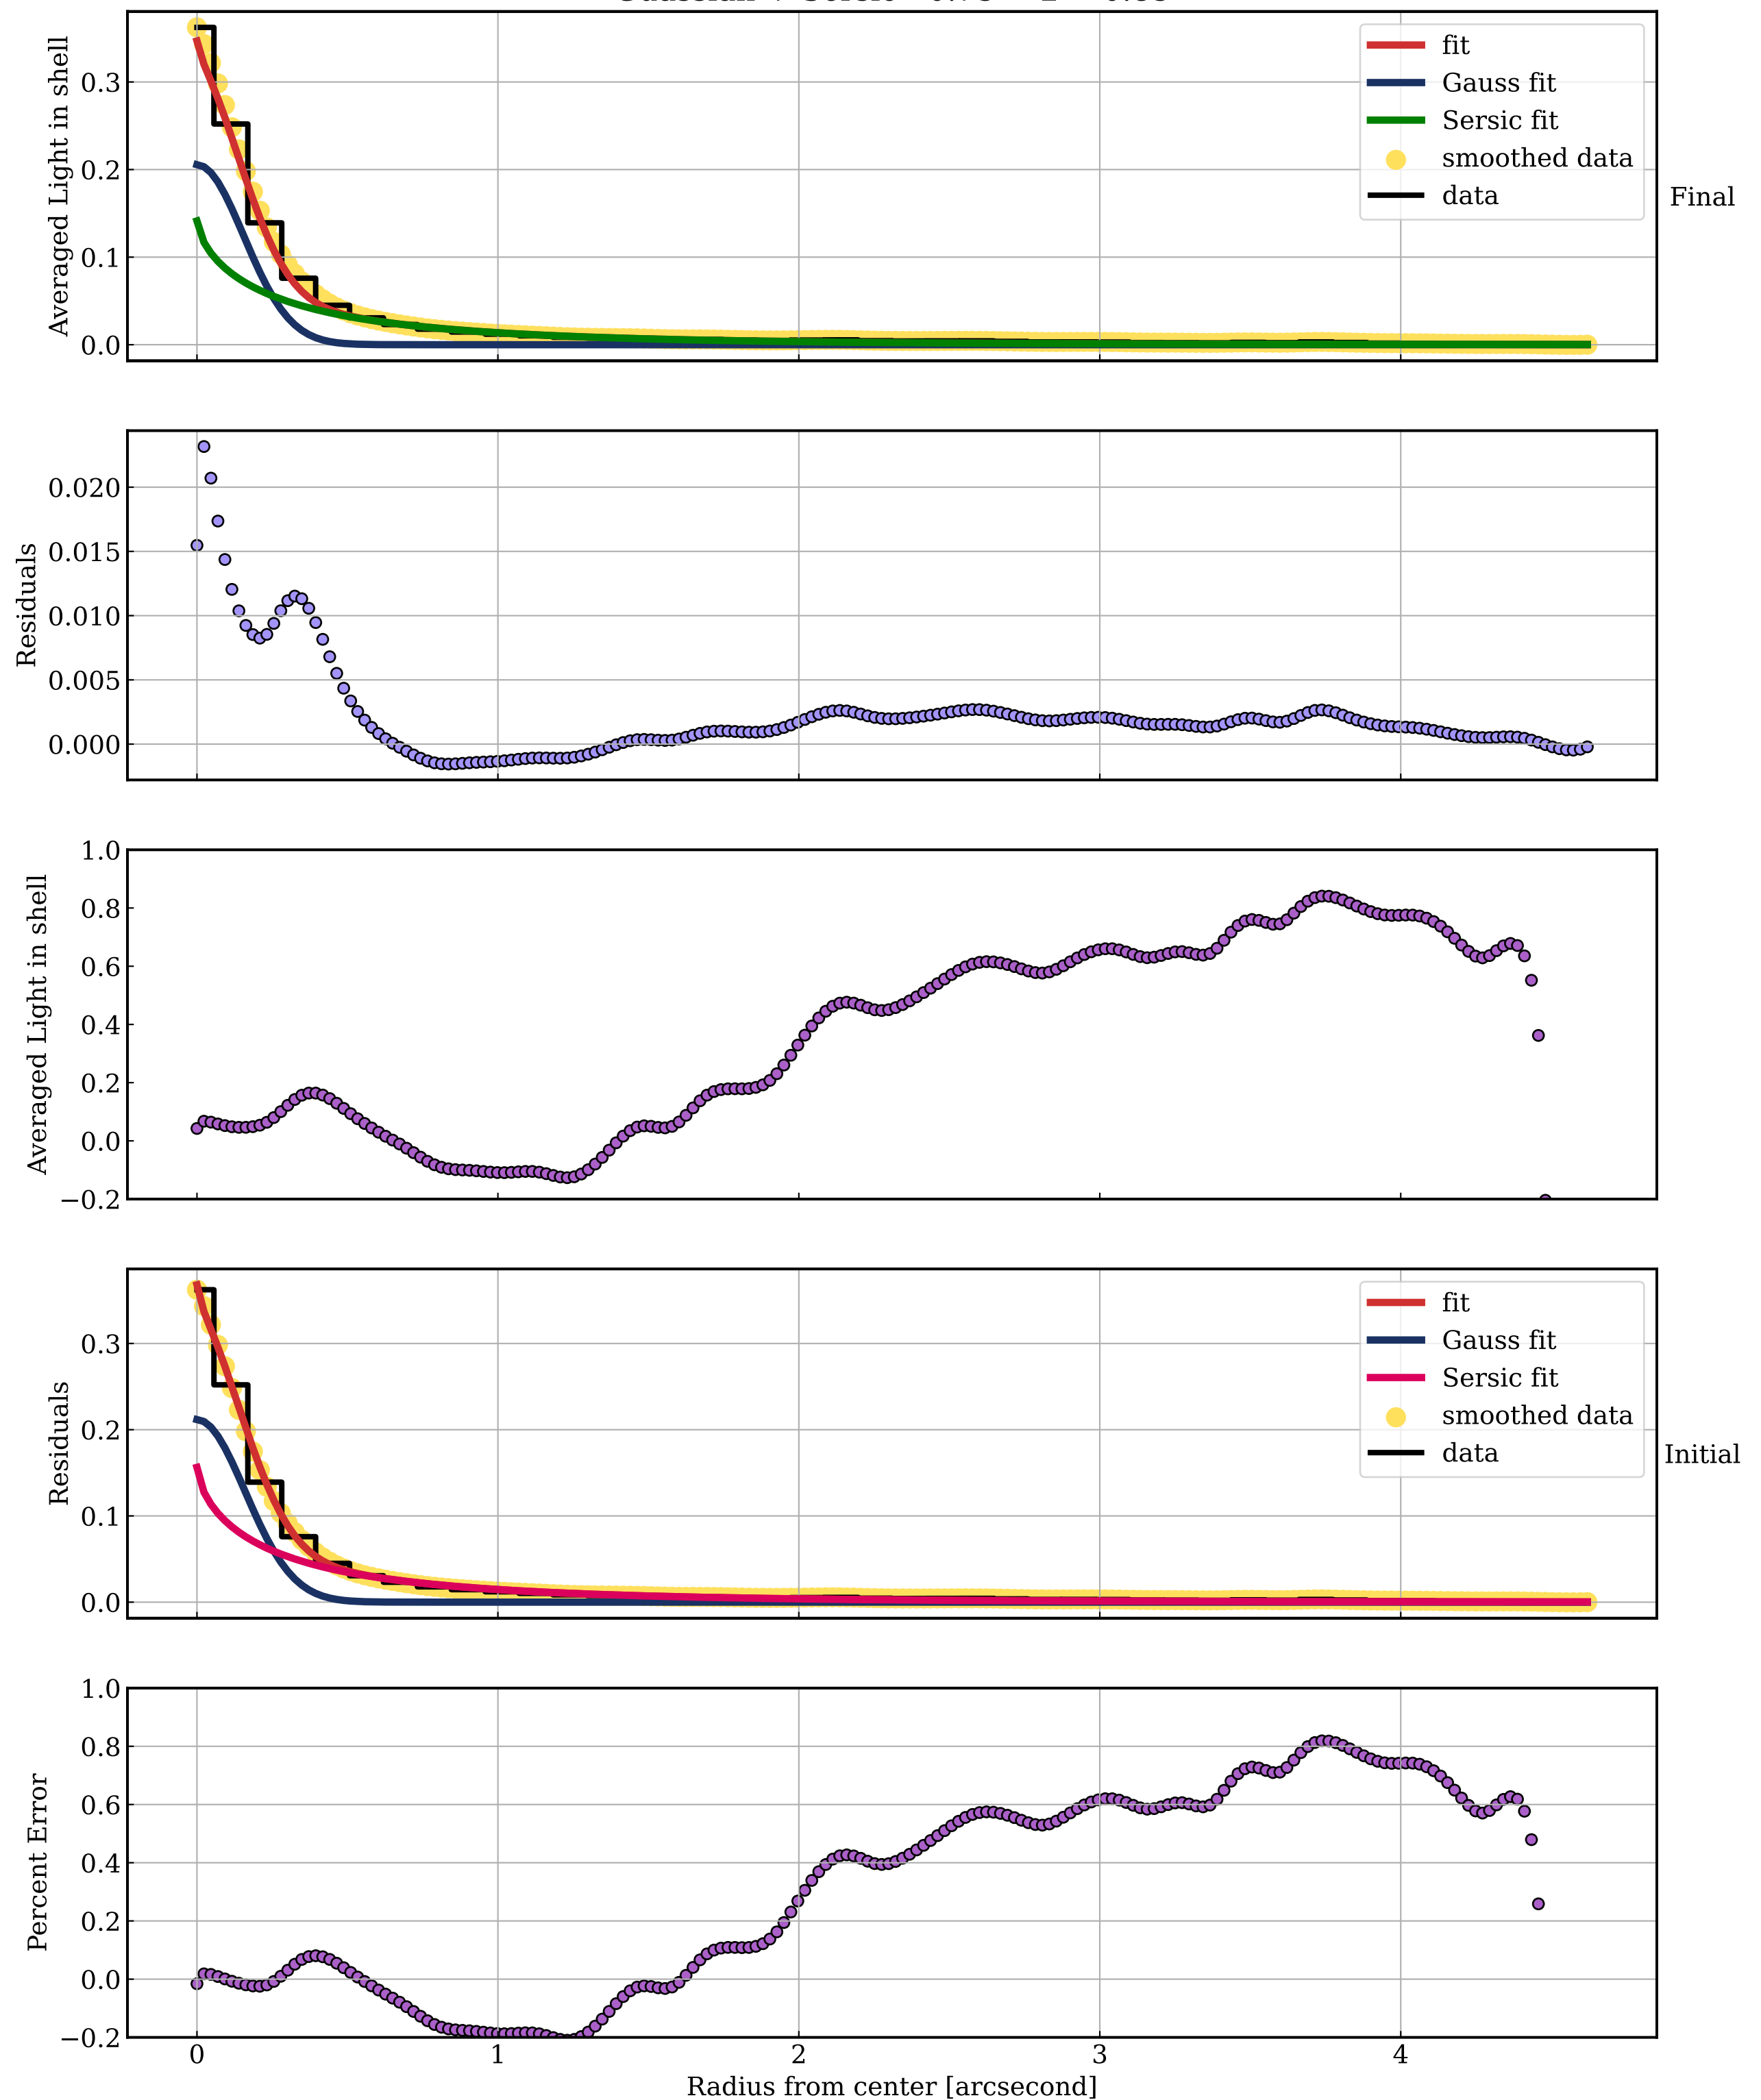 Averaged Light in shell
0.3
0.2
0.1
0.0
fit
Gauss fit
Sersic fit
smoothed data
data
Final
Residuals
0.020
0.015
0.010
0.005
0.000
Averaged Light in shell
1.0
0.8
0.6
0.4
0.2
0.0
−0.2
Residuals
0.3
0.2
0.1
0.0
fit
Gauss fit
Sersic fit
smoothed data
data
Initial
Percent Error
1.0
0.8
0.6
0.4
0.2
0.0
−0.2
0 1 2 3 4
Radius from center [arcsecond]